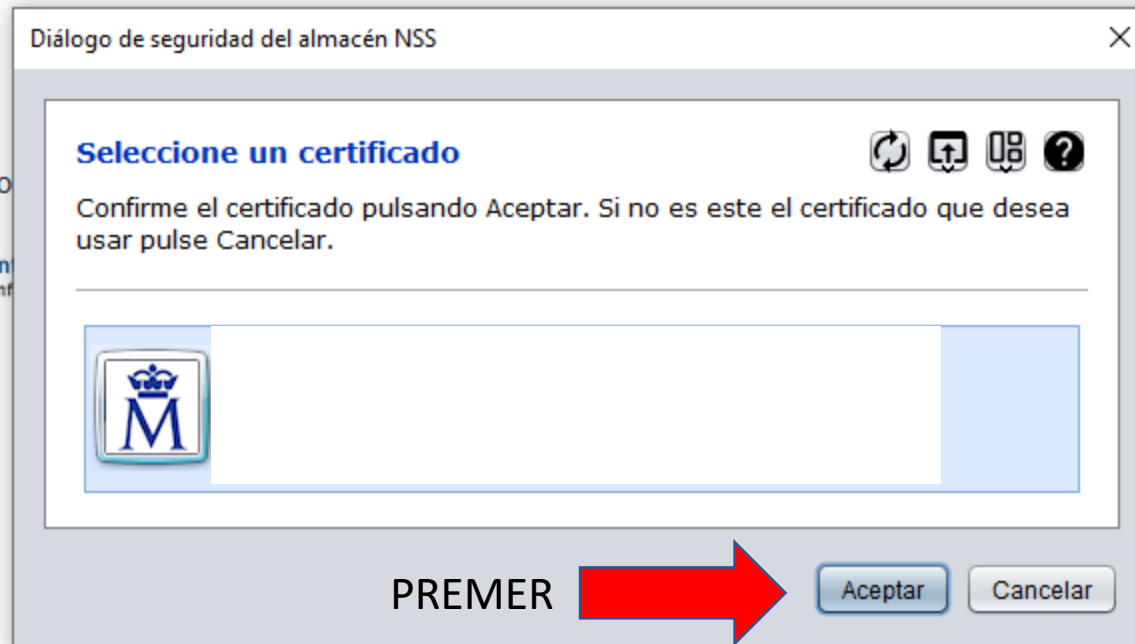 Diálogo de seguridad del almacén NSS
Seleccione un certificado
Confirme el certificado pulsando Aceptar. Si no es este el certificado que desea
usar pulse Cancelar.
M
PREMER
Aceptar
Cancelar